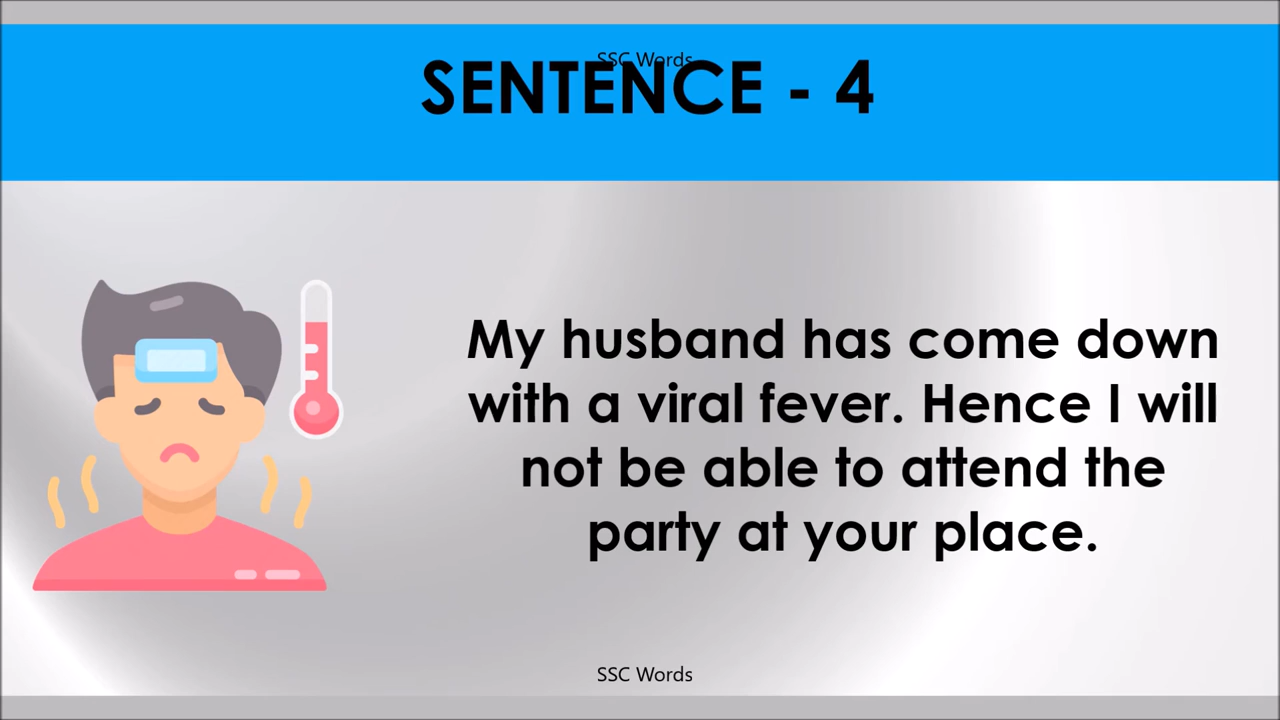 SSC Words
SENTENCE - 4
My husband has come down
with a viral fever. Hence I will
not be able to attend the
party at your place.
SSC Words